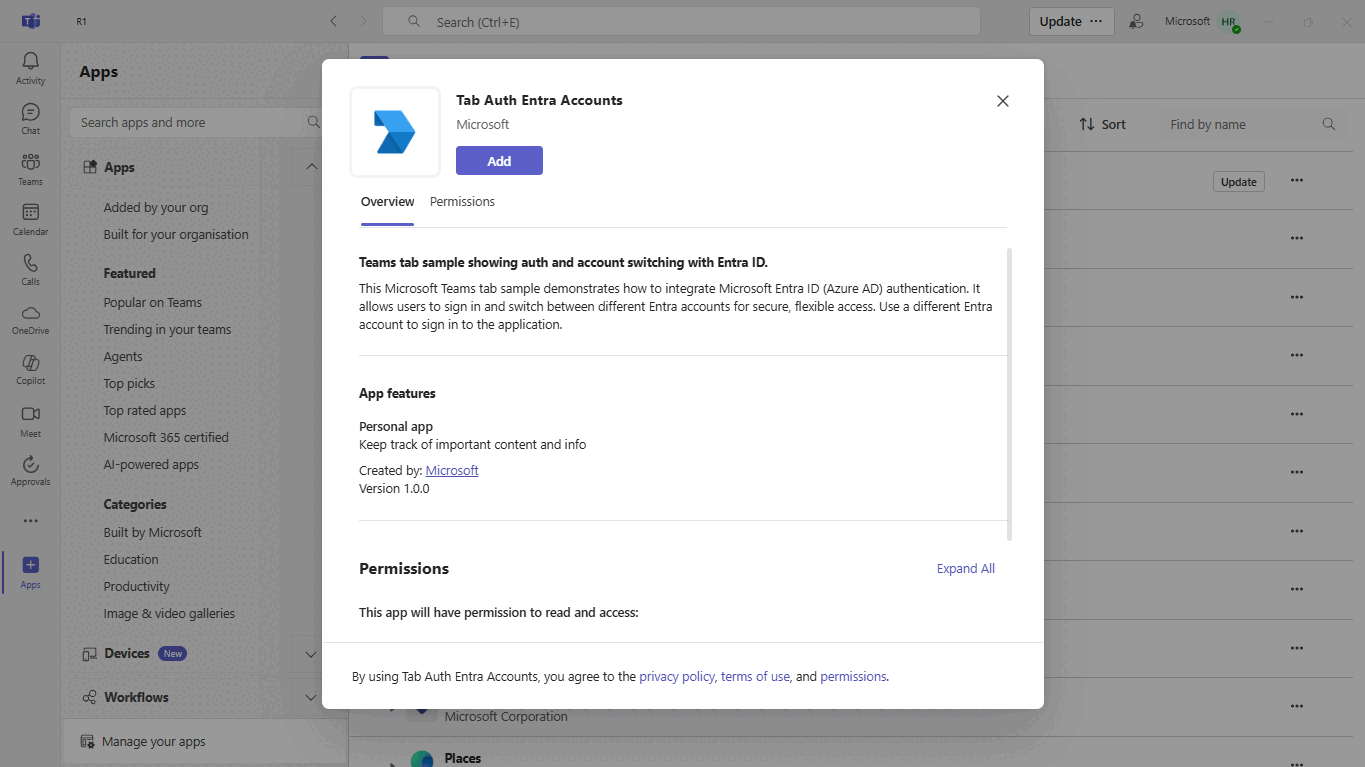 R1
Search (Ctrl+E)
Update ···
Microsoft
HR
Activity
Chat
Teams
Calendar
Calls
OneDrive
Copilot
Meet
Approvals
Apps
Apps
Search apps and more
Apps
Added by your org
Built for your organisation
Featured
Popular on Teams
Trending in your teams
Agents
Top picks
Top rated apps
Microsoft 365 certified
AI-powered apps
Categories
Built by Microsoft
Education
Productivity
Image & video galleries
Devices New
Workflows
Manage your apps
Sort
Find by name
Update
Tab Auth Entra Accounts
Microsoft
Add
Overview Permissions
Teams tab sample showing auth and account switching with Entra ID.
This Microsoft Teams tab sample demonstrates how to integrate Microsoft Entra ID (Azure AD) authentication. It
allows users to sign in and switch between different Entra accounts for secure, flexible access. Use a different Entra
account to sign in to the application.
App features
Personal app
Keep track of important content and info
Created by: Microsoft
Version 1.0.0
Permissions
Expand All
This app will have permission to read and access:
By using Tab Auth Entra Accounts, you agree to the privacy policy, terms of use, and permissions.
Microsoft Corporation
Places